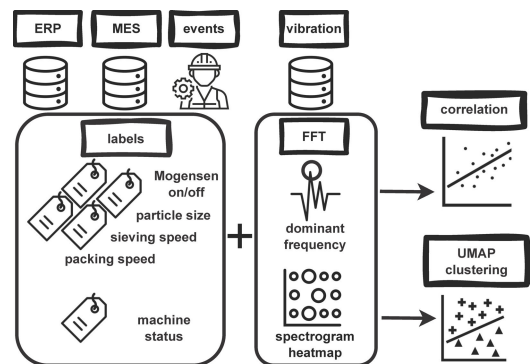 ERP
MES
events
vibration
labels
Mogensen
on/off
particle size
sieving speed
packing speed
machine
status
FFT
dominant
frequency
spectrogram
heatmap
correlation
UMAP
clustering